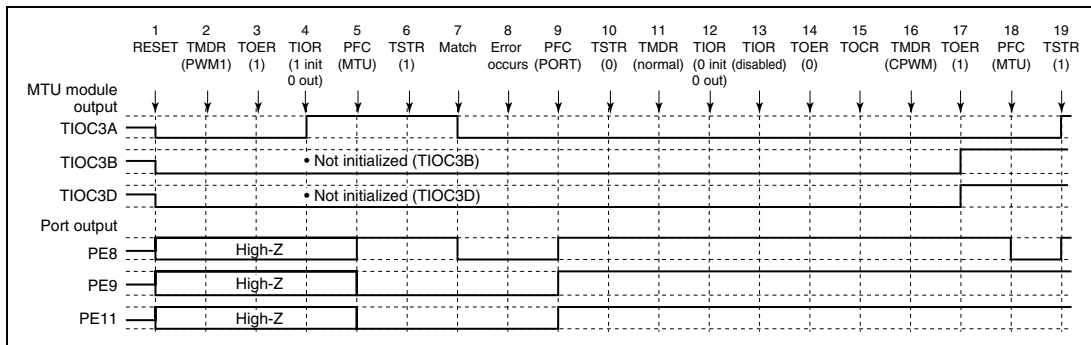 1 2 3 4 5 6 7 8 9 10 11 12 13 14 15 16 17 18 19
RESET TMDR TOER TIOR PFC TSTR Match Error PFC TSTR TMDR TIOR TIOR TOER TOCR TMDR TOER PFC TSTR
(PWM1) (1) (1 init (MTU) (1) occurs (PORT) (0) (normal) (0 init (disabled) (0) (CPWM) (1) (MTU) (1)
0 out) 0 out)
MTU module
output
TIOC3A
TIOC3B • Not initialized (TIOC3B)
TIOC3D • Not initialized (TIOC3D)
Port output
PE8 High-Z
PE9 High-Z
PE11 High-Z